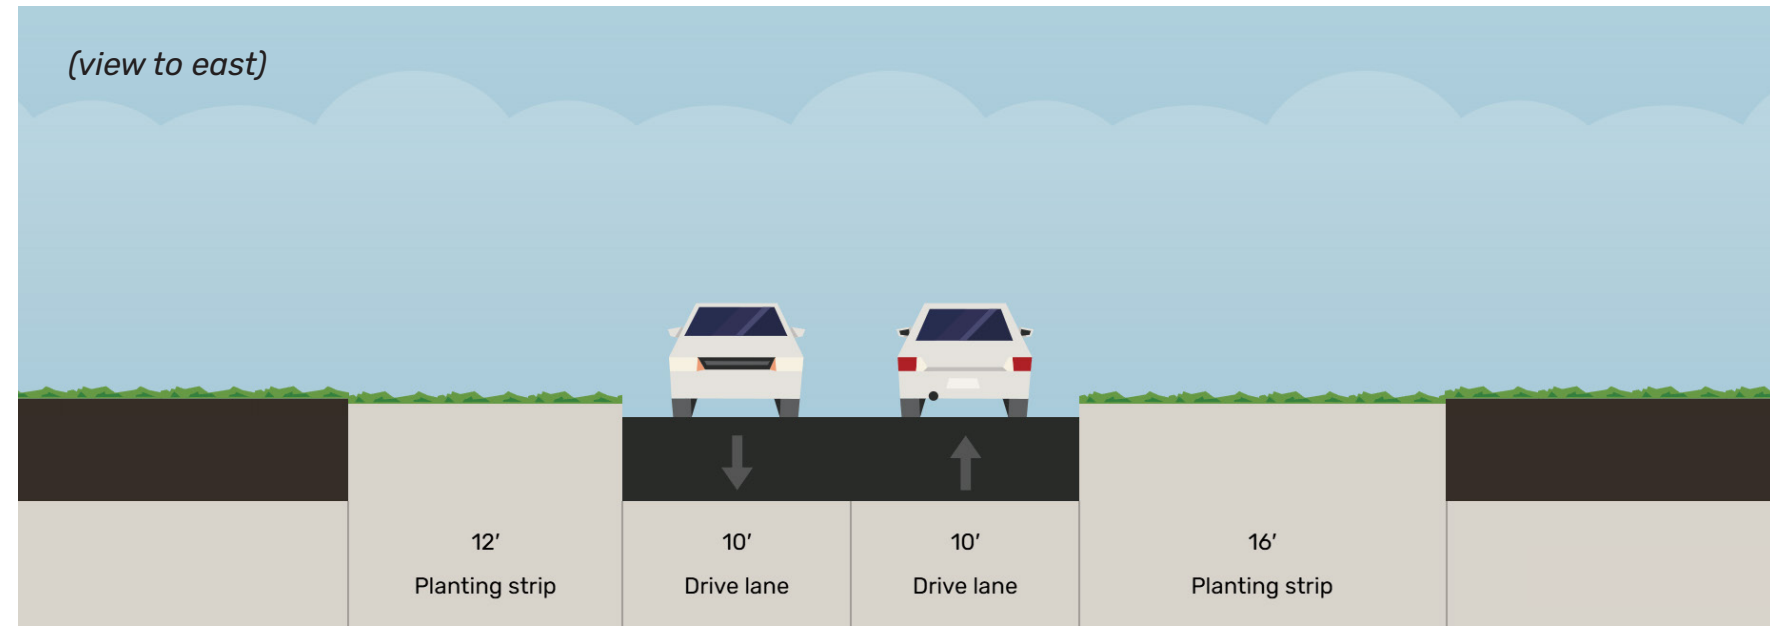 (view to east)
12′
Planting strip
10′
Drive lane
10′
Drive lane
16′
Planting strip